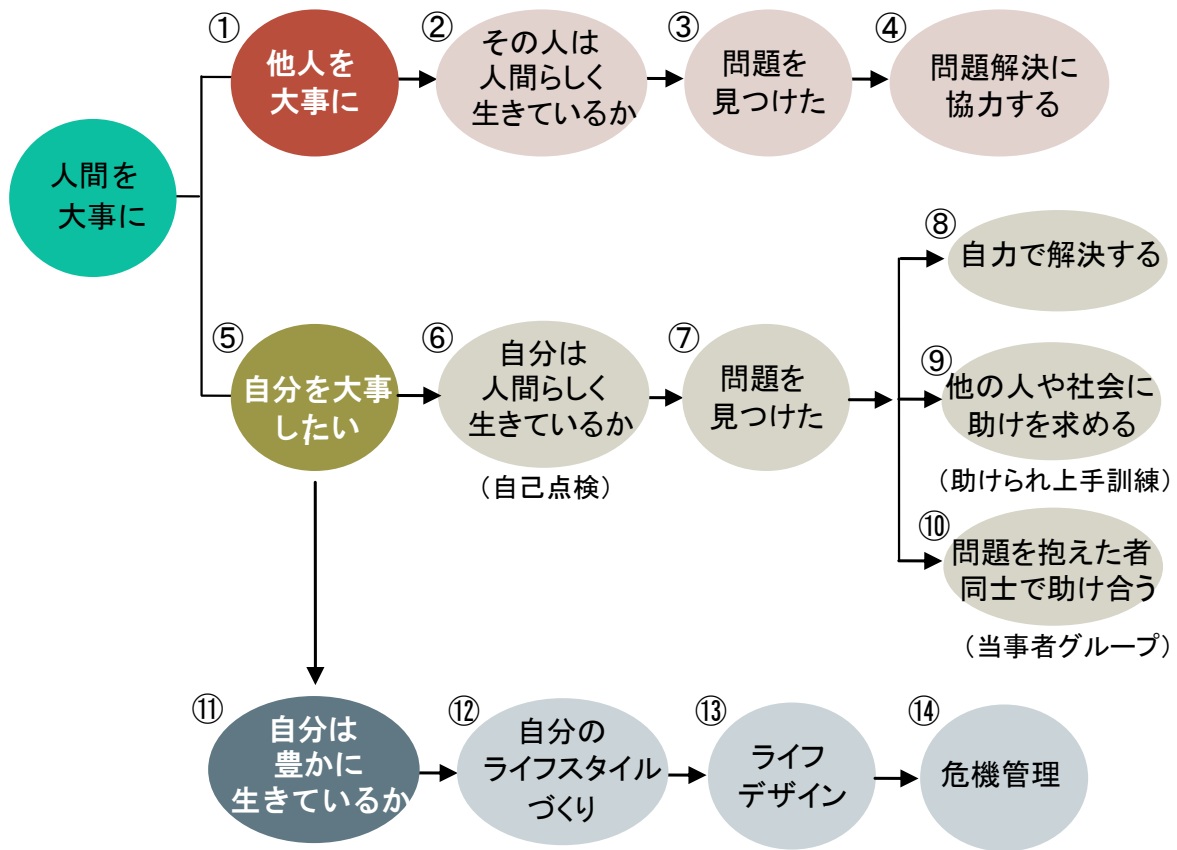 人間を
大事に
①
他人を
大事に
②
その人は
人間らしく
生きているか
③
問題を
見つけた
④
問題解決に
協力する
⑤
自分を大事
したい
⑥
自分は
人間らしく
生きているか
（自己点検）
⑦
問題を
見つけた
⑧
自力で解決する
⑨
他の人や社会に
助けを求める
（助けられ上手訓練）
⑩
問題を抱えた者
同士で助け合う
（当事者グループ）
⑪
自分は
豊かに
生きているか
⑫
自分の
ライフスタイル
づくり
⑬
ライフ
デザイン
⑭
危機管理